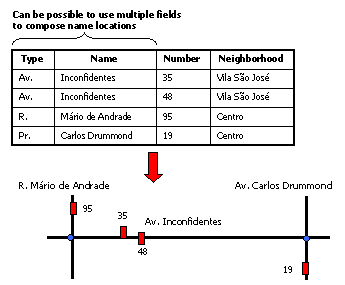 Can be possible to use multiple fields
to compose name locations
Type Name Number Neighborhood
Av. Inconfidentes 35 Vila São José
Av. Inconfidentes 48 Vila São José
R. Mário de Andrade 95 Centro
Pr. Carlos Drummond 19 Centro
R. Mário de Andrade Av. Carlos Drummond
95
35 Av. Inconfidentes
48
19